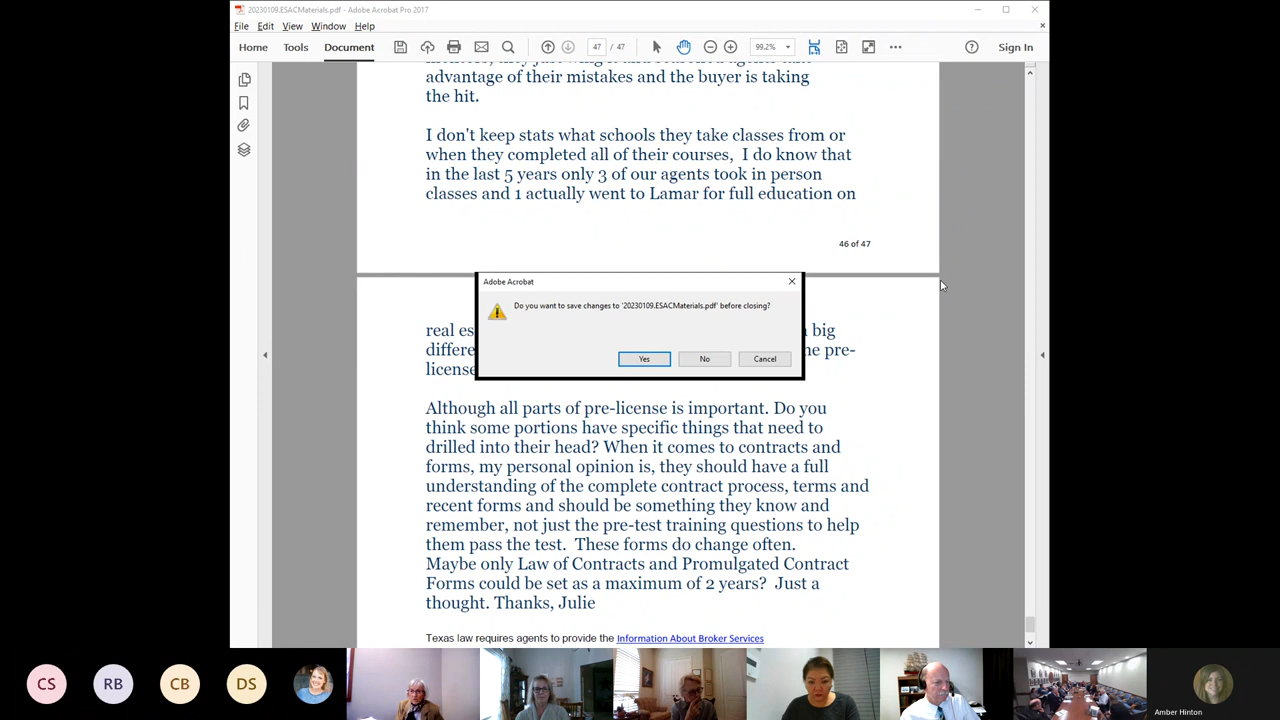 20230109.ESACMaterials.pdf - Adobe Acrobat Pro 2017
File Edit View Window Help
Home Tools Document 47 / 47 99.2% Sign In
advantage of their mistakes and the buyer is taking
the hit.
I don't keep stats what schools they take classes from or
when they completed all of their courses,  I do know that
in the last 5 years only 3 of our agents took in person
classes and 1 actually went to Lamar for full education on
46 of 47
Adobe Acrobat
Do you want to save changes to '20230109.ESACMaterials.pdf' before closing?
Yes No Cancel
real es big
differe he pre-
license
Although all parts of pre-license is important. Do you
think some portions have specific things that need to
drilled into their head? When it comes to contracts and
forms, my personal opinion is, they should have a full
understanding of the complete contract process, terms and
recent forms and should be something they know and
remember, not just the pre-test training questions to help
them pass the test.  These forms do change often.
Maybe only Law of Contracts and Promulgated Contract
Forms could be set as a maximum of 2 years?  Just a
thought. Thanks, Julie
Texas law requires agents to provide the Information About Broker Services
CS RB CB DS
Amber Hinton